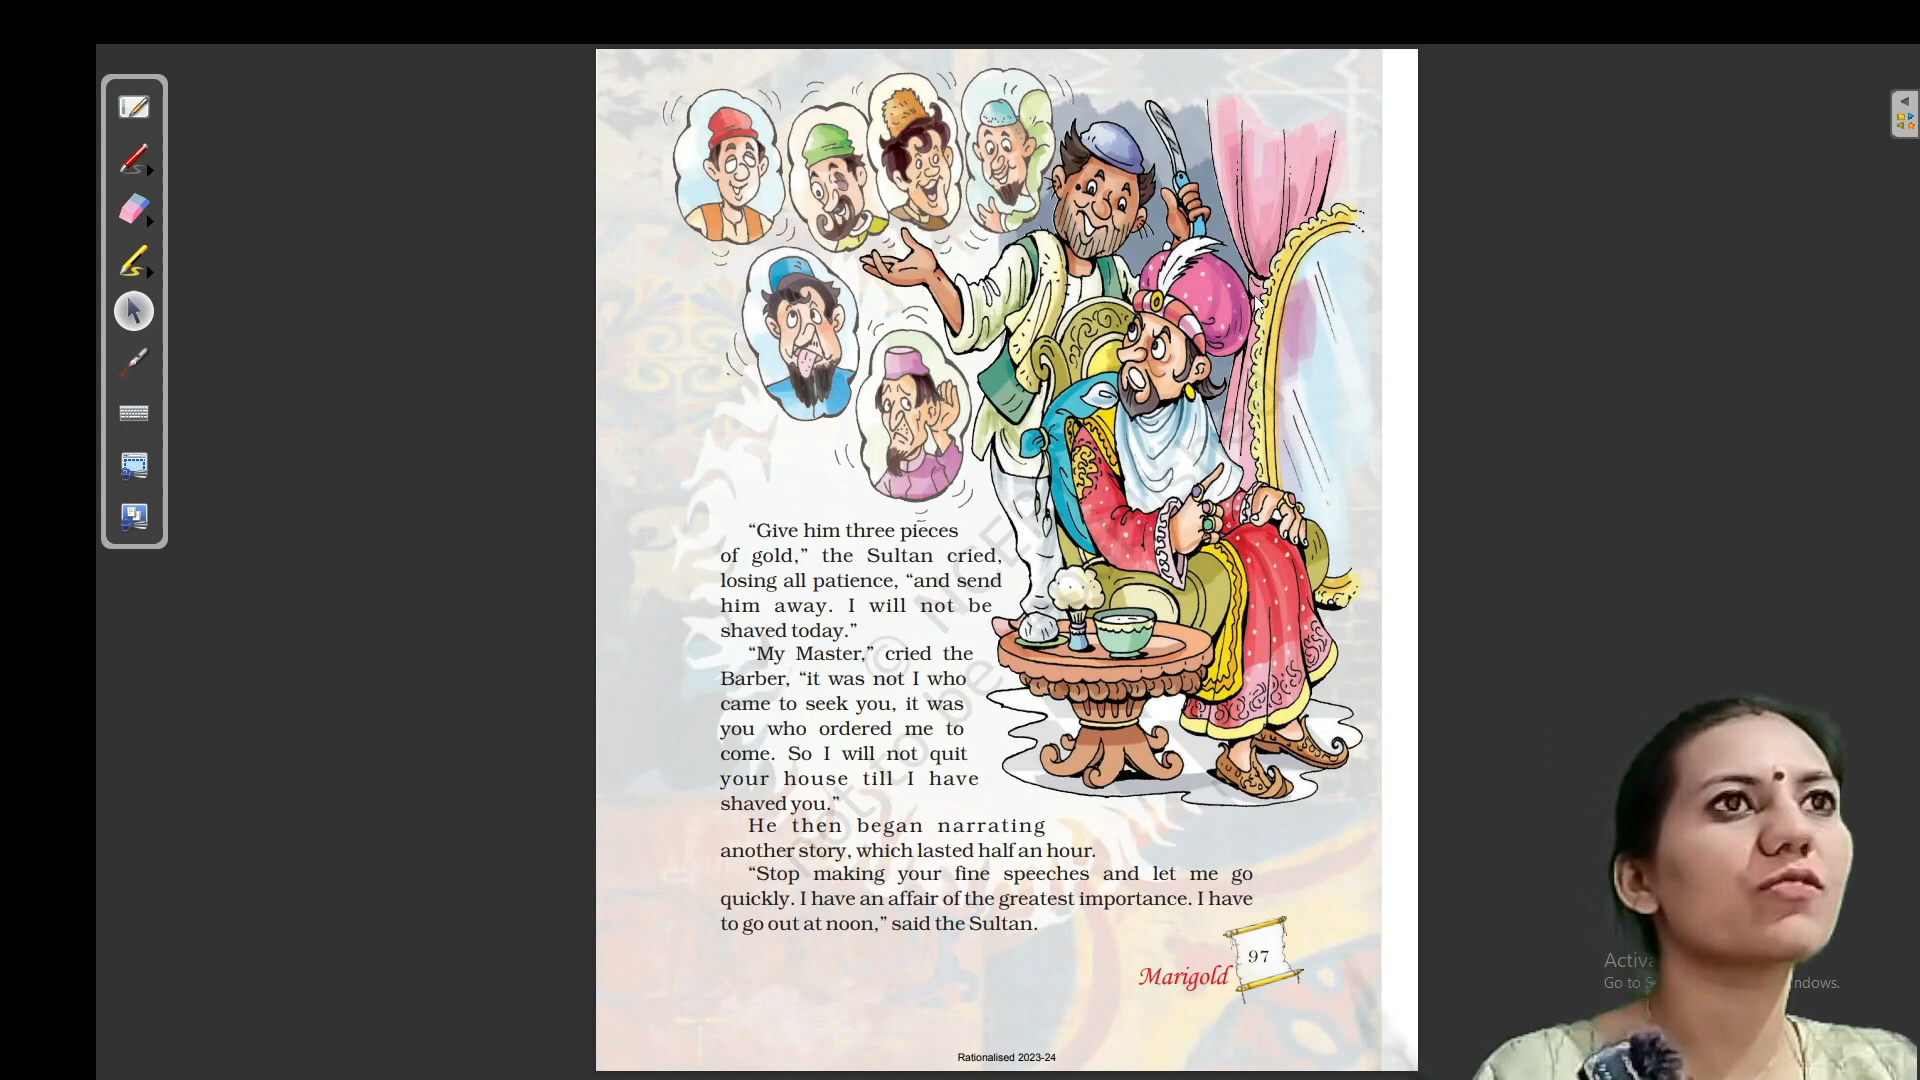 “Give him three pieces
of gold,” the Sultan cried,
losing all patience, “and send
him away. I will not be
shaved today.”
“My Master,” cried the
Barber, “it was not I who
came to seek you, it was
you who ordered me to
come. So I will not quit
your house till I have
shaved you.”
He then began narrating
another story, which lasted half an hour.
“Stop making your fine speeches and let me go
quickly. I have an affair of the greatest importance. I have
to go out at noon,” said the Sultan.
97
Marigold
Rationalised 2023-24
© NCERT
not to be
Go to